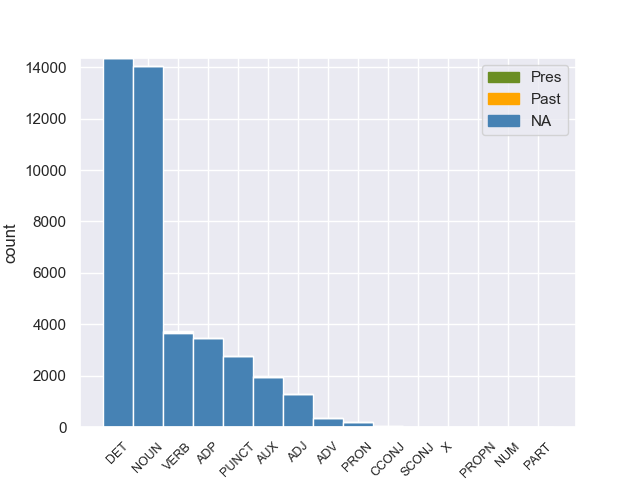 14000
12000
10000
8000
6000
4000
2000
0
count
Pres
Past
NA
DET
NOUN
VERB
ADP
PUNCT
AUX
ADJ
ADV
PRON
CCONJ
SCONJ
X
PROPN
NUM
PART